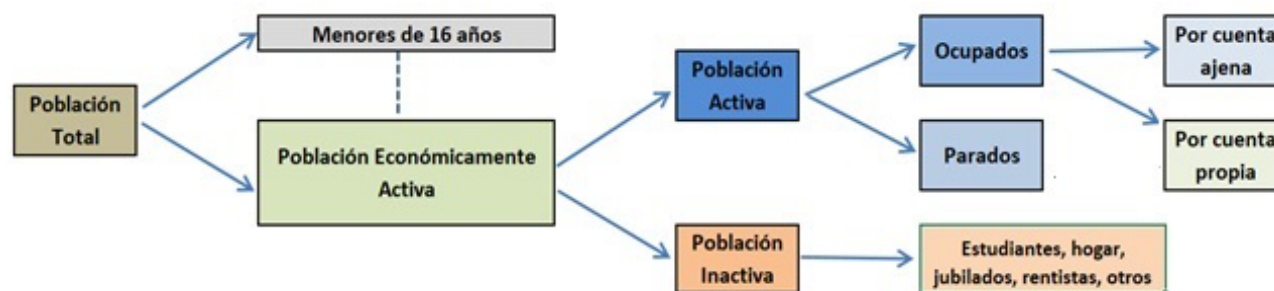 Población
Total
Menores de 16 años
Población Económicamente
Activa
Población
Activa
Población
Inactiva
Ocupados
Parados
Estudiantes, hogar,
jubilados, rentistas, otros
Por cuenta
ajena
Por cuenta
propia